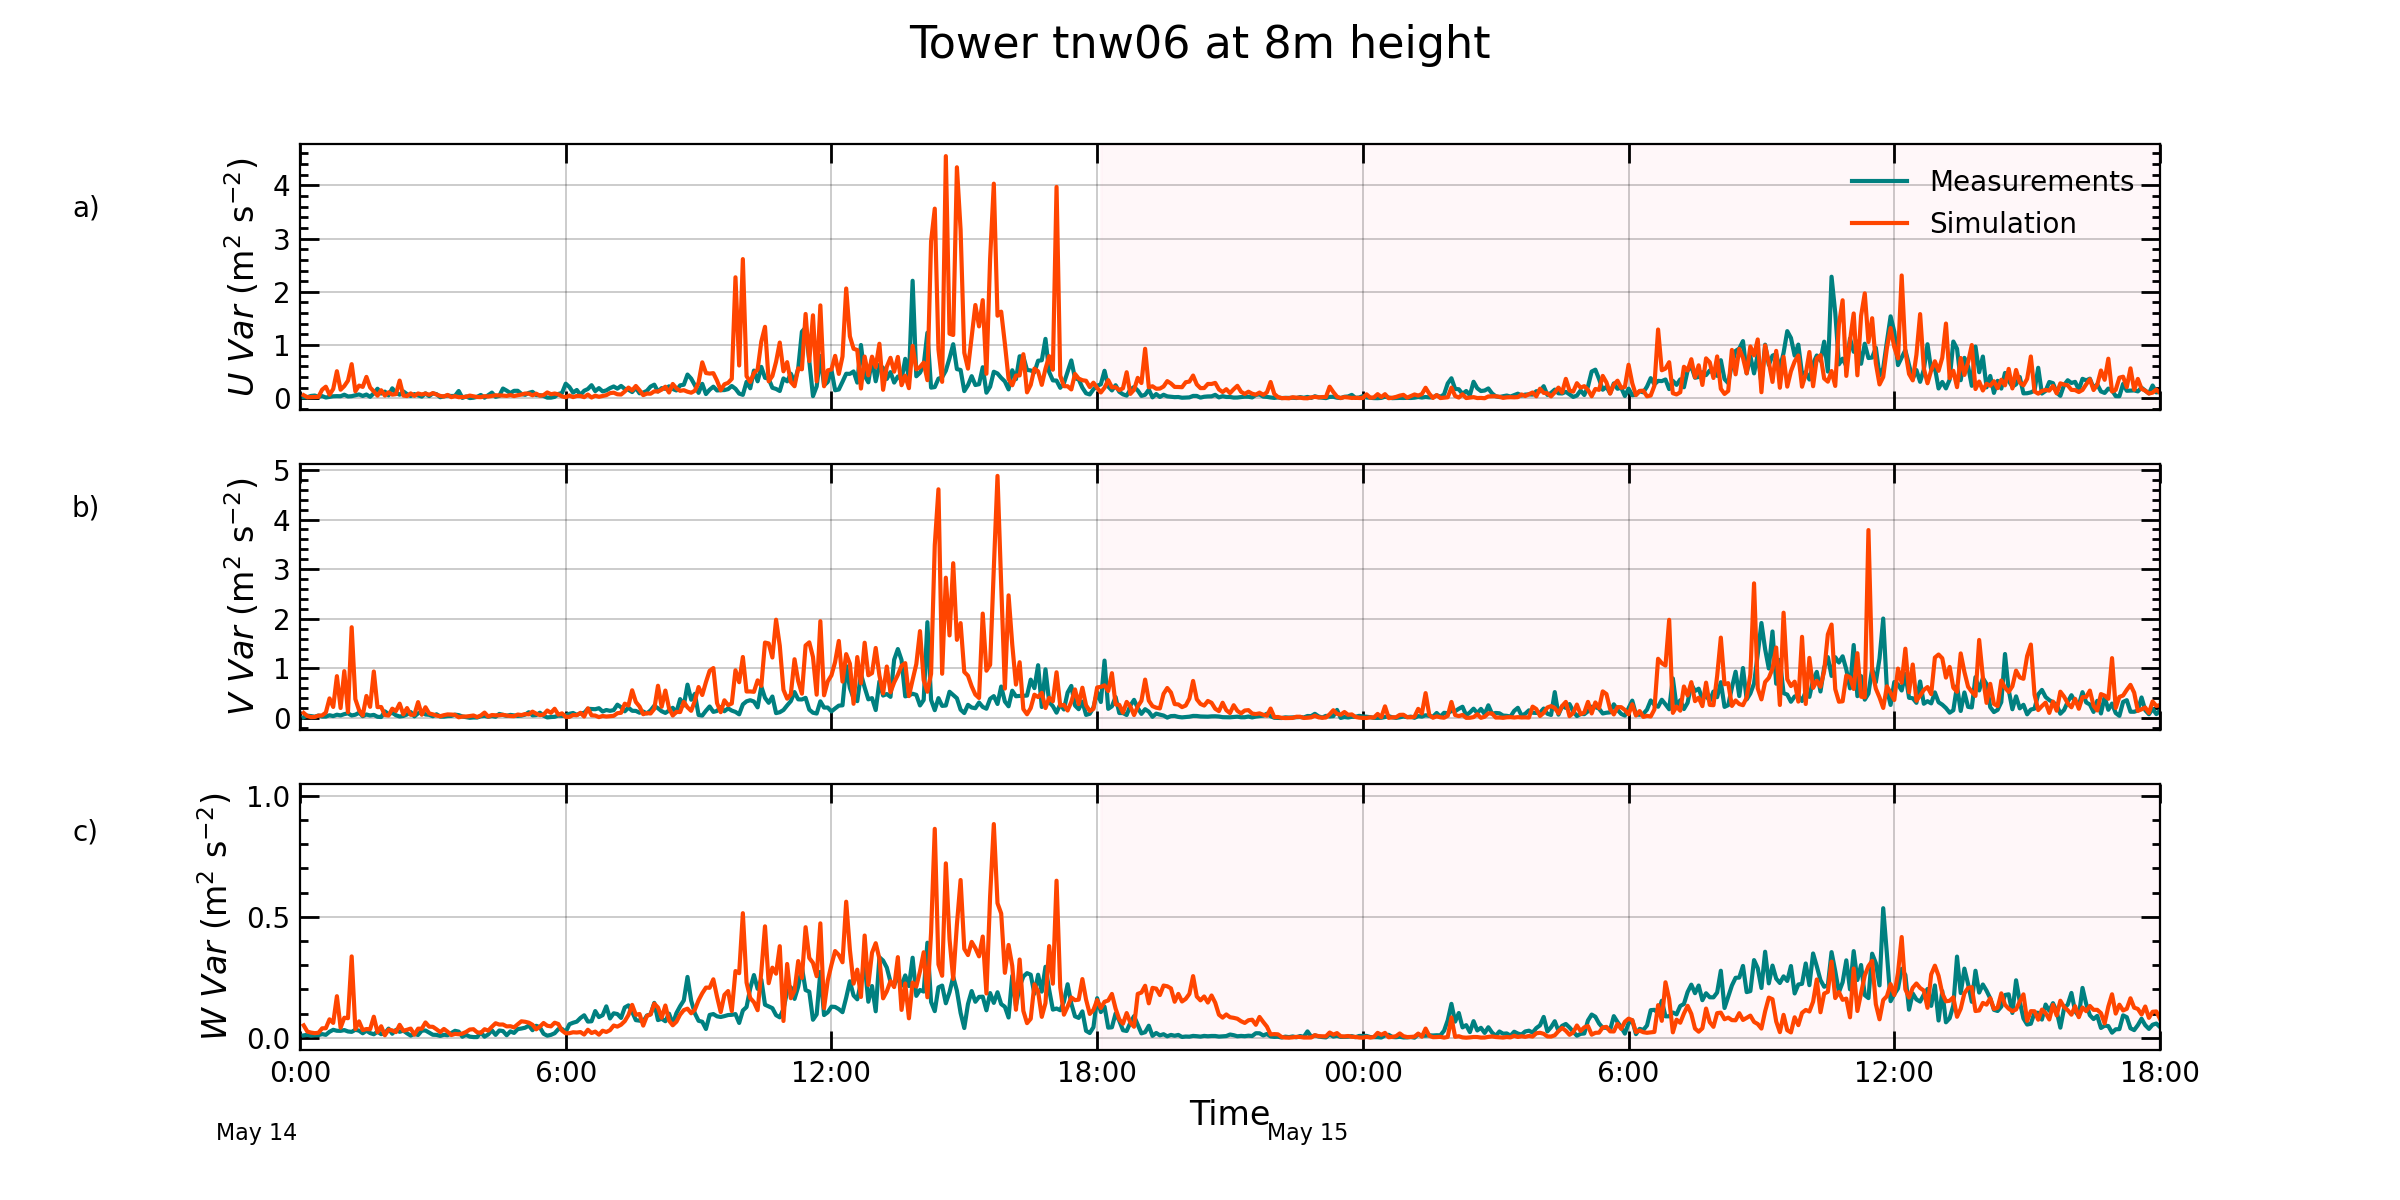 Tower tnw06 at 8m height
a)
U Var (m² s⁻²)
4
3
2
1
0
Measurements
Simulation
b)
V Var (m² s⁻²)
5
4
3
2
1
0
c)
W Var (m² s⁻²)
1.0
0.5
0.0
0:00 6:00 12:00 18:00 00:00 6:00 12:00 18:00
Time
May 14 May 15